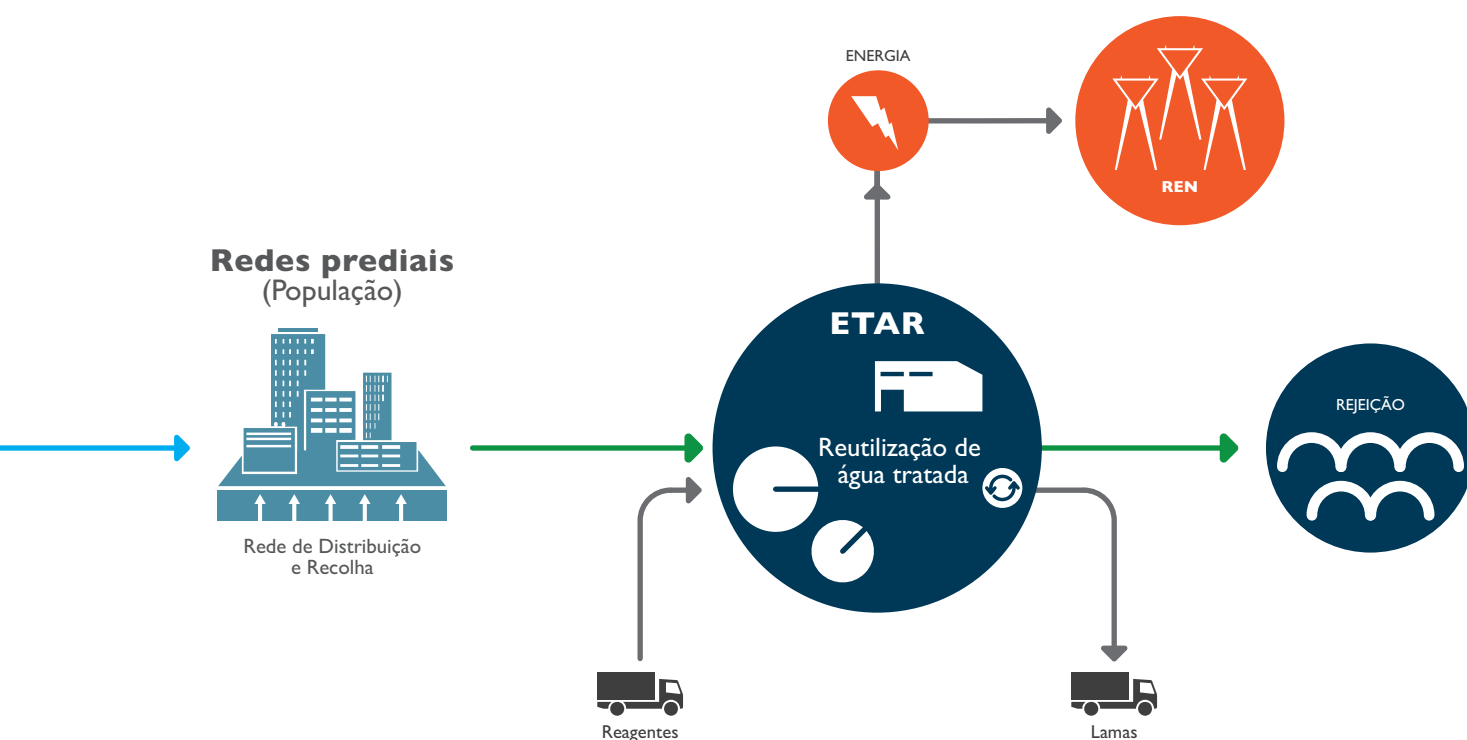 ENERGIA
REN
Redes prediais
(População)
ETAR
Reutilização de
água tratada
REJEIÇÃO
Rede de Distribuição
e Recolha
Reagentes
Lamas